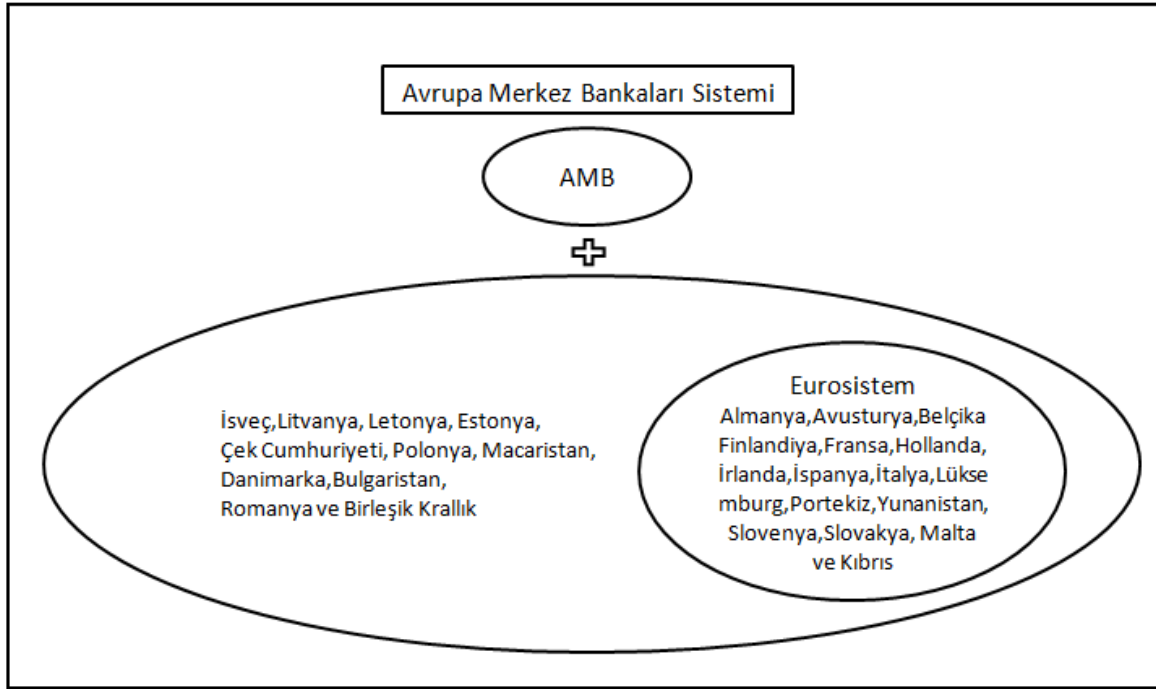 Avrupa Merkez Bankaları Sistemi
AMB
İsveç,Litvanya, Letonya, Estonya,
Çek Cumhuriyeti, Polonya, Macaristan,
Danimarka,Bulgaristan,
Romanya ve Birleşik Krallık
Eurosistem
Almanya,Avusturya,Belçika
Finlandiya,Fransa,Hollanda,
İrlanda,İspanya,İtalya,Lükse
mburg,Portekiz,Yunanistan,
Slovenya,Slovakya, Malta
ve Kıbrıs